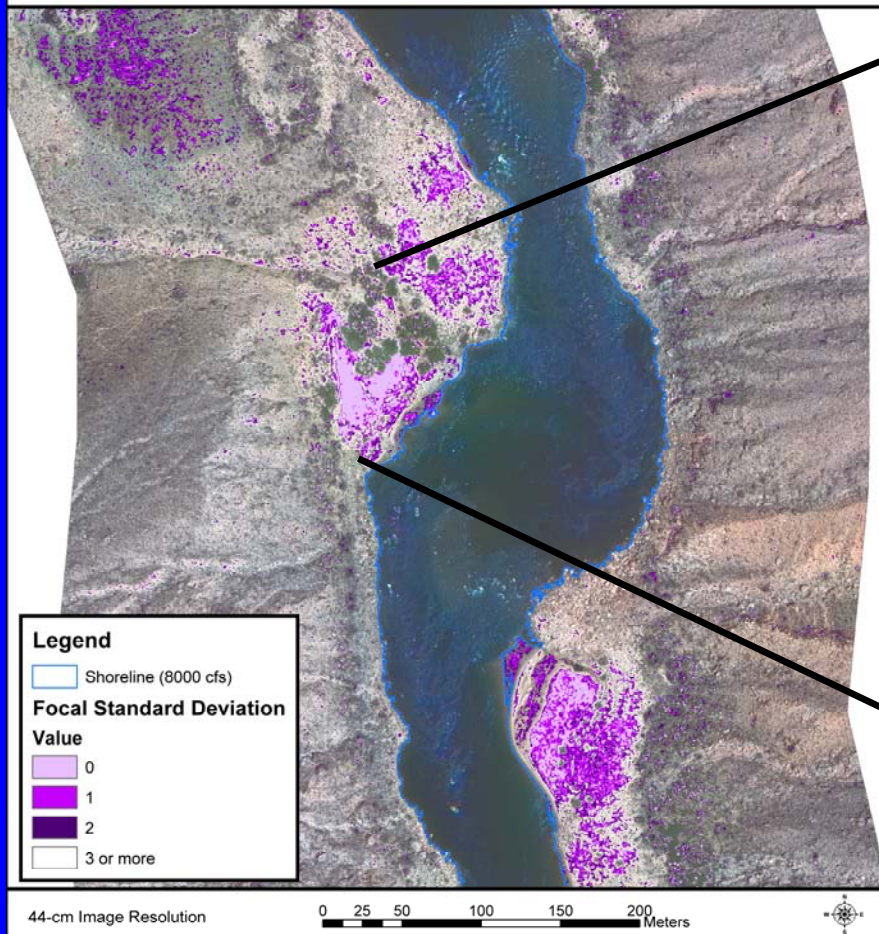 Legend
Shoreline (8000 cfs)
Focal Standard Deviation
Value
0
1
2
3 or more
44-cm Image Resolution
0 25 50 100 150 200
Meters
N
W E
S